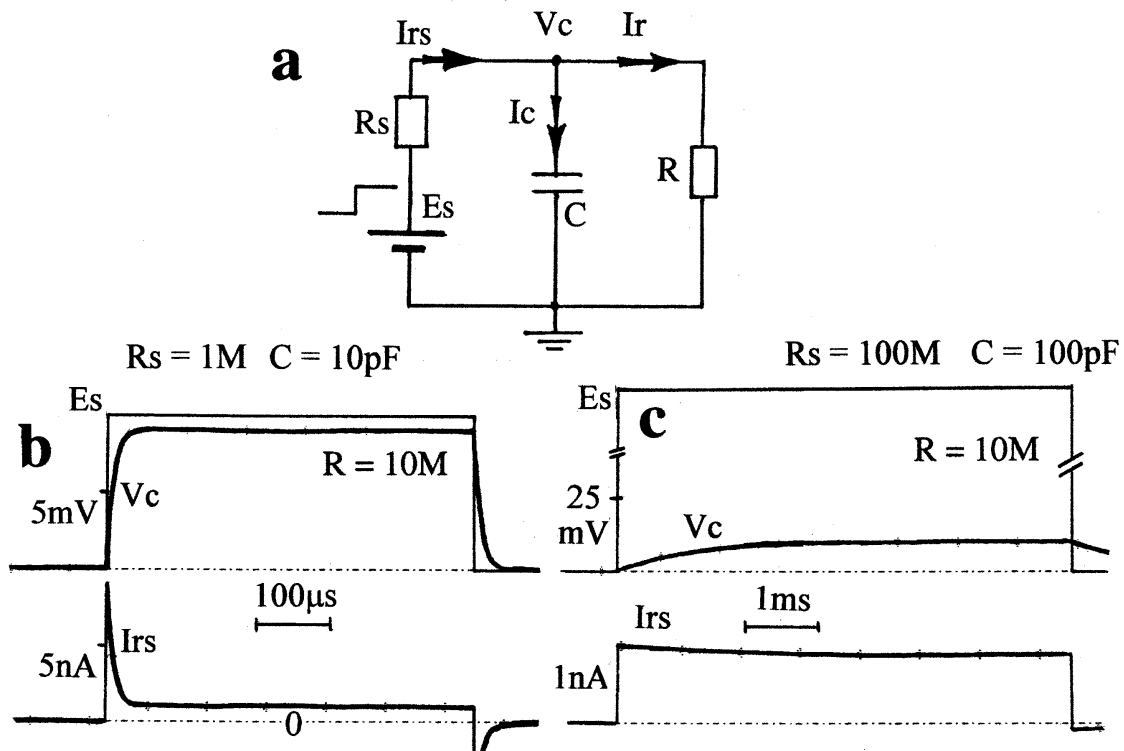 a
Irs Vc Ir
Rs Ic R
Es C
Rs = 1M C = 10pF
Rs = 100M C = 100pF
b
Es
R = 10M
5mV Vc
100µs
Irs
5nA
0
c
Es
R = 10M
25
mV Vc
1ms
Irs
1nA